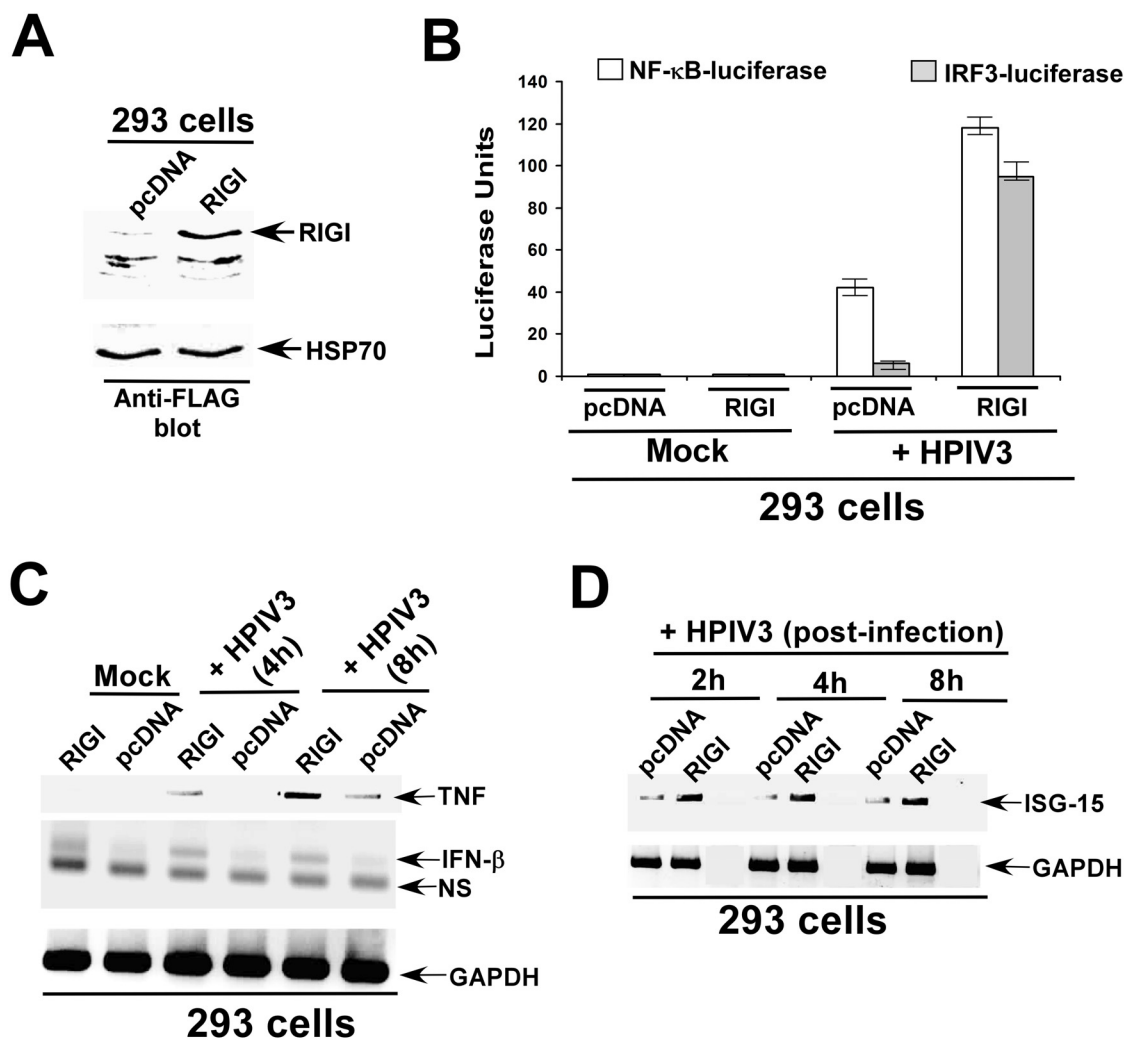 A
293 cells
pcDNA
RIGI
RIGI
HSP70
Anti-FLAG
blot
B
NF-κB-luciferase
IRF3-luciferase
Luciferase Units
140
120
100
80
60
40
20
0
pcDNA
RIGI
pcDNA
RIGI
Mock
+ HPIV3
293 cells
C
Mock
+ HPIV3
(4h)
+ HPIV3
(8h)
RIGI
pcDNA
RIGI
pcDNA
RIGI
pcDNA
TNF
IFN-β
NS
GAPDH
293 cells
D
+ HPIV3 (post-infection)
2h
4h
8h
pcDNA
RIGI
pcDNA
RIGI
pcDNA
RIGI
ISG-15
GAPDH
293 cells